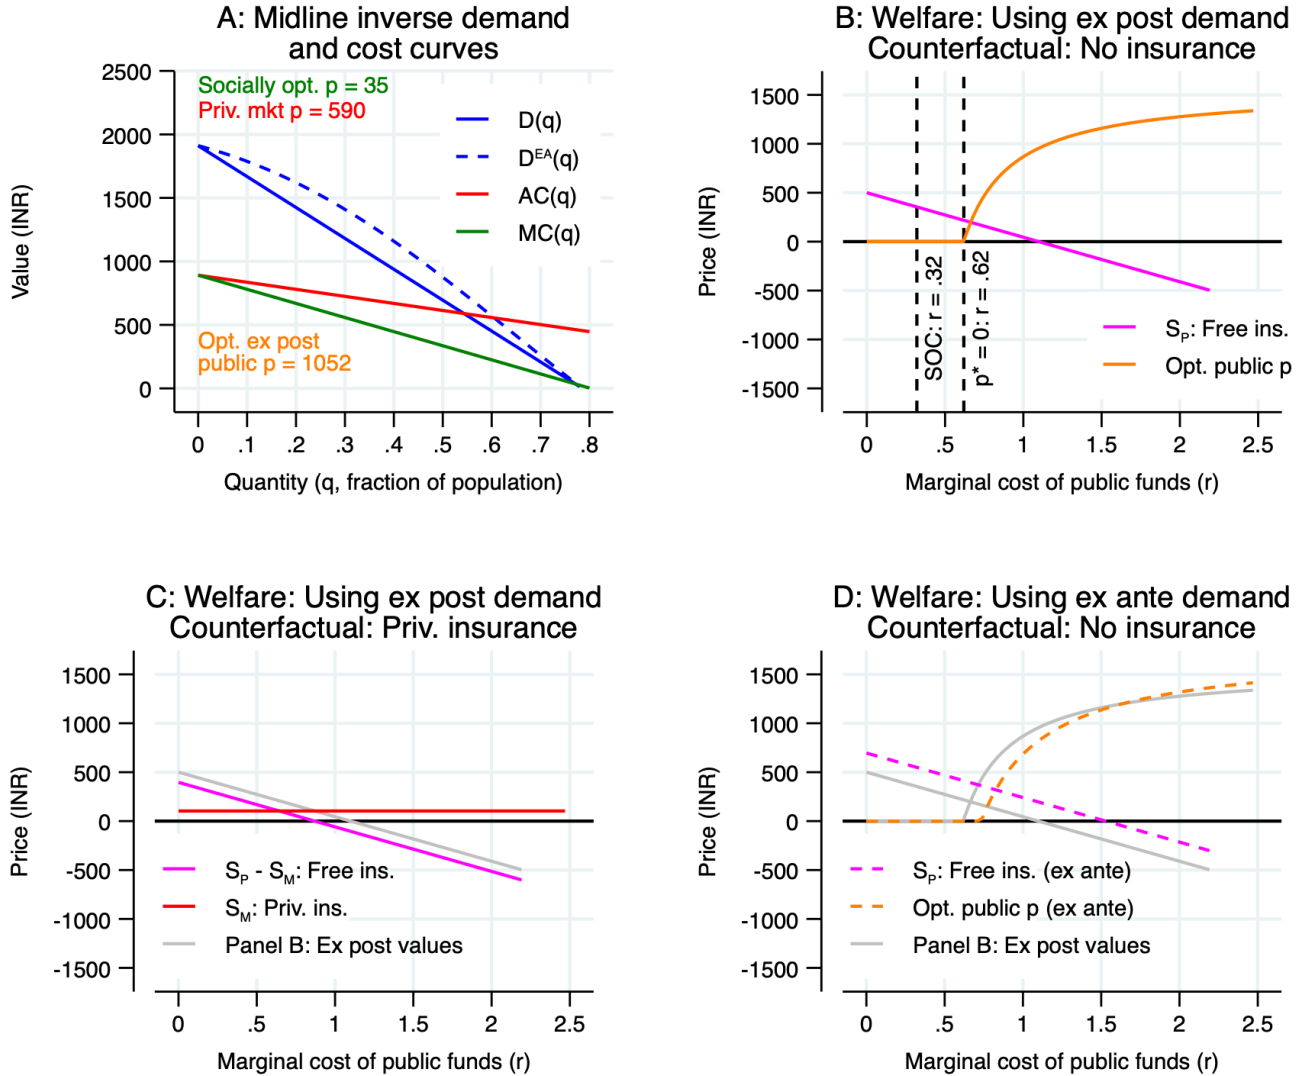 A: Midline inverse demand
and cost curves
Value (INR)
2500
2000
1500
1000
500
0
Socially opt. p = 35
Priv. mkt p = 590
D(q)
Dᴱᴬ(q)
AC(q)
MC(q)
Opt. ex post
public p = 1052
0 .1 .2 .3 .4 .5 .6 .7 .8
Quantity (q, fraction of population)
B: Welfare: Using ex post demand
Counterfactual: No insurance
Price (INR)
1500
1000
500
0
-500
-1000
-1500
SOC: r = .32
p* = 0: r = .62
Sₚ: Free ins.
Opt. public p
0 .5 1 1.5 2 2.5
Marginal cost of public funds (r)
C: Welfare: Using ex post demand
Counterfactual: Priv. insurance
Price (INR)
1500
1000
500
0
-500
-1000
-1500
Sₚ - Sₘ: Free ins.
Sₘ: Priv. ins.
Panel B: Ex post values
0 .5 1 1.5 2 2.5
Marginal cost of public funds (r)
D: Welfare: Using ex ante demand
Counterfactual: No insurance
Price (INR)
1500
1000
500
0
-500
-1000
-1500
Sₚ: Free ins. (ex ante)
Opt. public p (ex ante)
Panel B: Ex post values
0 .5 1 1.5 2 2.5
Marginal cost of public funds (r)